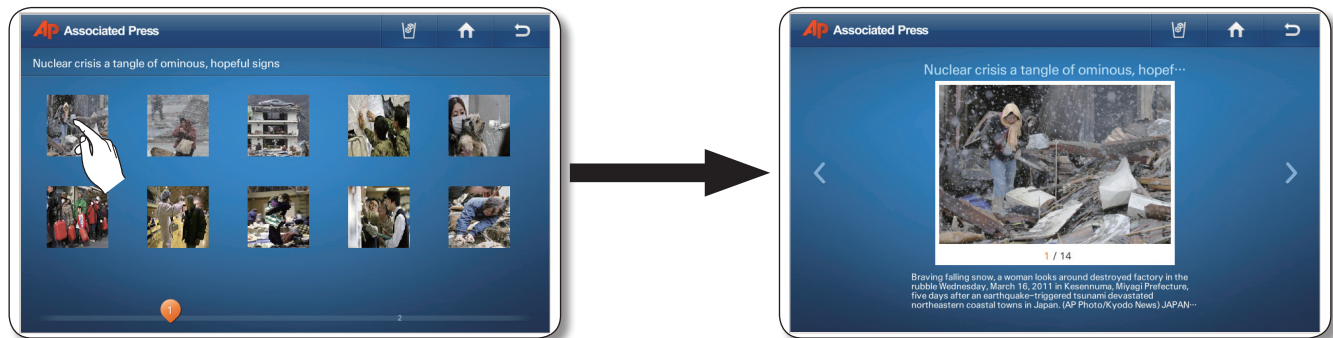 AP Associated Press
Nuclear crisis a tangle of ominous, hopeful signs
1
2
AP Associated Press
Nuclear crisis a tangle of ominous, hopef…
1 / 14
Braving falling snow, a woman looks around destroyed factory in the
rubble Wednesday, March 16, 2011 in Kesennuma, Miyagi Prefecture,
five days after an earthquake-triggered tsunami devastated
northeastern coastal towns in Japan. (AP Photo/Kyodo News) JAPAN…